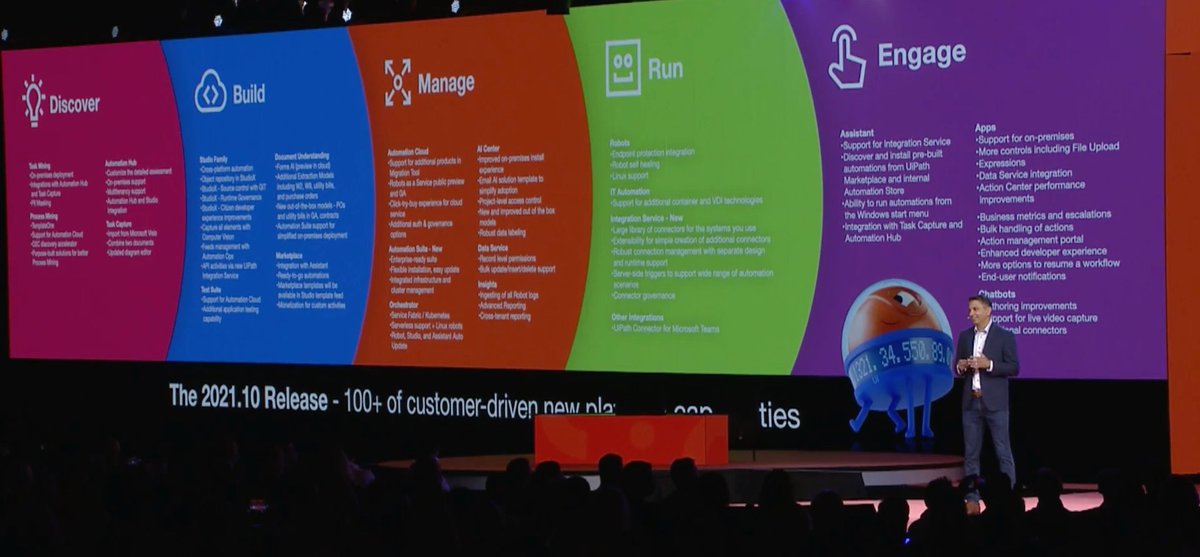 Discover
Task Mining
•On-premises deployment
•Integrations with Automation Hub
and Task Capture
•PII Masking
Process Mining
•TemplateOne
•Support for Automation Cloud
•CEC discovery accelerator
•Purpose-built solutions for better
Process Mining
Automation Hub
•Customize the detailed assessment
•On-premise support
•Multitenancy support
•Automation Hub and Studio
Integration
Task Capture
•Import from Microsoft Visio
•Combine two documents
•Updated diagram editor
Build
Studio Family
•Cross-platform automation
•Object repository in StudioX
•StudioX - Source control with GIT
•StudioX - Runtime Governance
•StudioX - Citizen developer
experience improvements
•Capture all elements with
Computer Vision
•Feeds management with
Automation Ops
•API activities via new UiPath
Integration Service
Test Suite
•Support for Automation Cloud
•Additional application testing
capability
Document Understanding
•Forms AI (preview in cloud)
•Additional Extraction Models
including W2, W9, utility bills,
and purchase orders
•New out-of-the-box models - POs
and utility bills in GA, contracts
•Automation Suite support for
simplified on-premises deployment
Marketplace
•Integration with Assistant
•Ready-to-go automations
•Marketplace templates will be
available in Studio template feed
•Monetization for custom activities
Manage
Automation Cloud
•Support for additional products in
Migration Tool
•Robots as a Service public preview
and GA
•Click-try-buy experience for cloud
service
•Additional auth & governance
options
Automation Suite - New
•Enterprise-ready suite
•Flexible installation, easy update
•Integrated infrastructure and
cluster management
Orchestrator
•Service Fabric / Kubernetes
•Serverless support + Linux robots
•Robot, Studio, and Assistant Auto
Update
AI Center
•Improved on-premises install
experience
•Email AI solution template to
simplify adoption
•Project-level access control
•New and improved out of the box
models
•Robust data labeling
Data Service
•Record level permissions
•Bulk update/insert/delete support
Insights
•Ingesting of all Robot logs
•Advanced Reporting
•Cross-tenant reporting
Run
Robots
•Endpoint protection integration
•Robot self healing
•Linux support
IT Automation
•Support for additional container and VDI technologies
Integration Service - New
•Large library of connectors for the systems you use
•Extensibility for simple creation of additional connectors
•Robust connection management with separate design
and runtime support
•Server-side triggers to support wide range of automation
scenarios
•Connector governance
Other Integrations
•UiPath Connector for Microsoft Teams
Engage
Assistant
•Support for Integration Service
•Discover and install pre-built
automations from UiPath
Marketplace and internal
Automation Store
•Ability to run automations from
the Windows start menu
•Integration with Task Capture and
Automation Hub
Apps
•Support for on-premises
•More controls including File Upload
•Expressions
•Data Service integration
•Action Center performance
improvements
•Business metrics and escalations
•Bulk handling of actions
•Action management portal
•Enhanced developer experience
•More options to resume a workflow
•End-user notifications
Chatbots
thoring improvements
pport for live video capture
onal connectors
321.34.550.89.
The 2021.10 Release - 100+ of customer-driven new pla cap ties